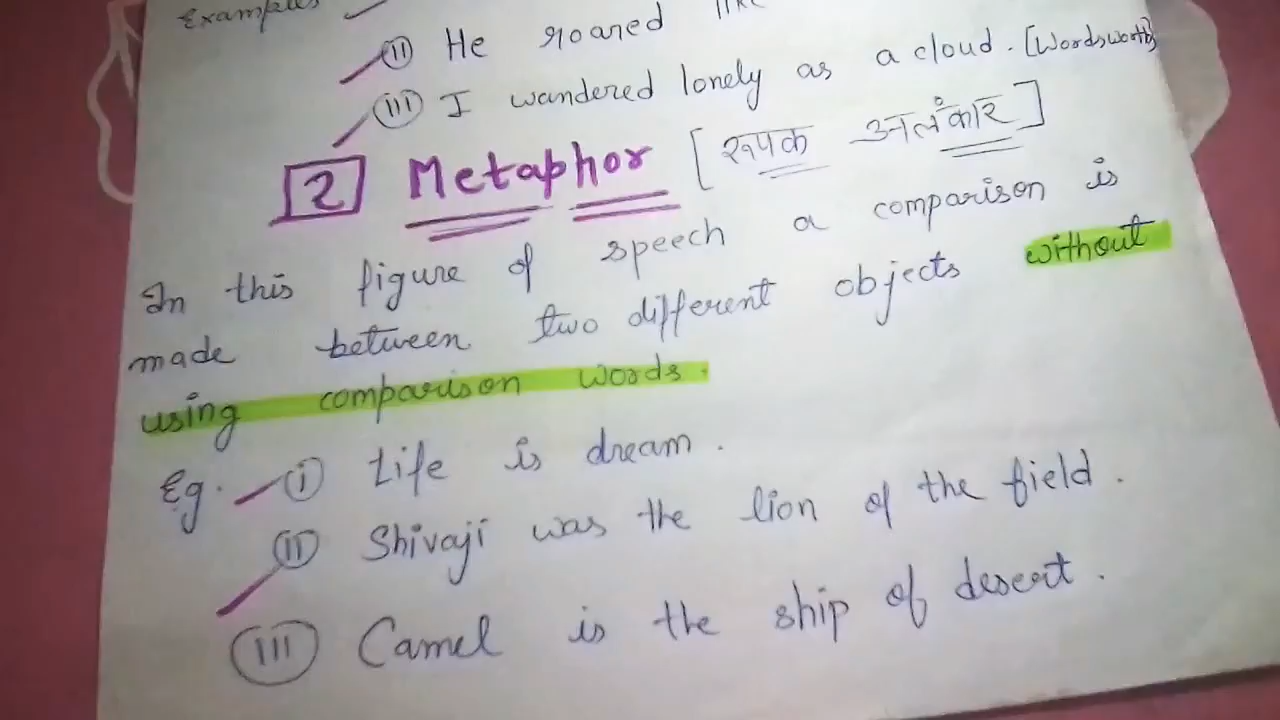 Examples
(ii) He roared like
(iii) I wandered lonely as a cloud. [Wordsworth]
2 Metaphor [रूपक अलंकार]
In this figure of speech a comparison is
made between two different objects without
using comparison words.
Eg. (i) Life is dream.
(ii) Shivaji was the lion of the field.
(iii) Camel is the ship of desert.